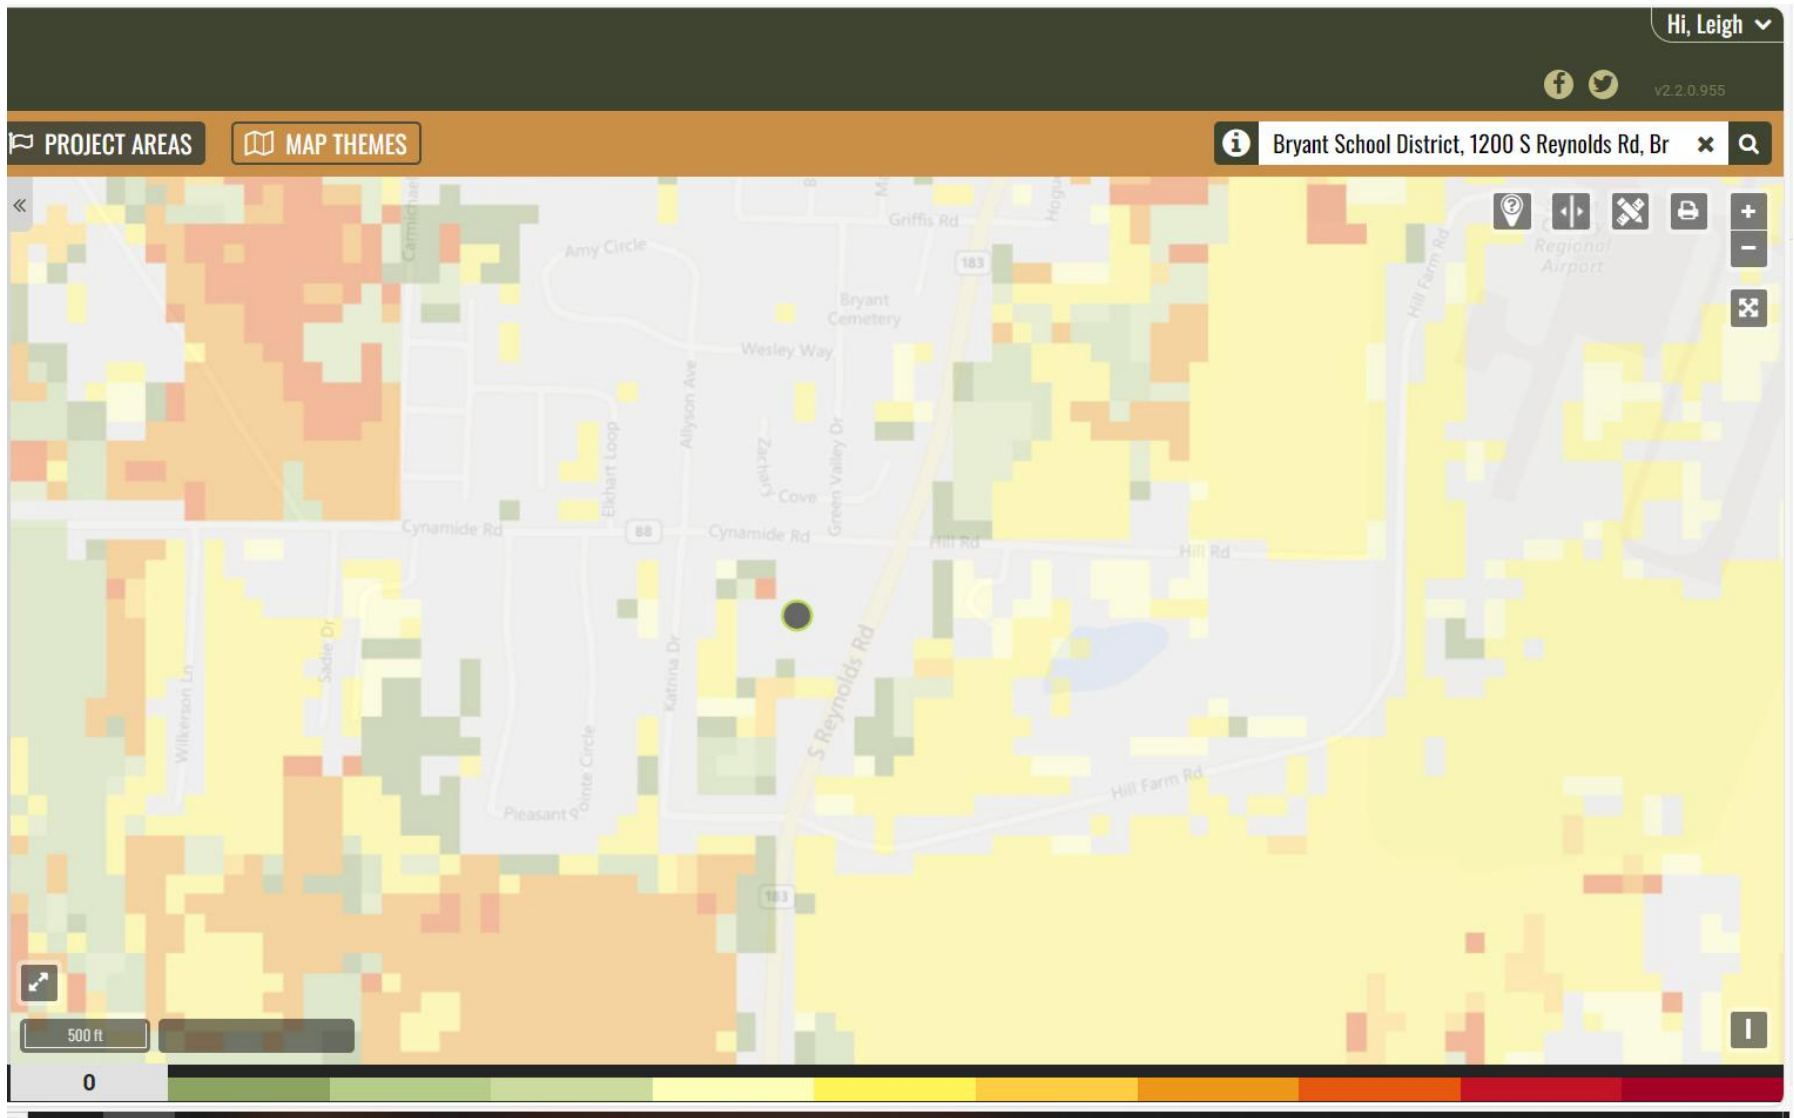 Hi, Leigh
v2.2.0.955
PROJECT AREAS
MAP THEMES
Bryant School District, 1200 S Reynolds Rd, Br
Carmichael
Griffis Rd
Hogue
Amy Circle
183
Hill Farm Rd
Regional
Airport
Bryant
Cemetery
Wesley Way
Allyson Ave
Elkhart Loop
Zachary
Cove
Green Valley Dr
Cynamide Rd
88
Cynamide Rd
Hill Rd
Hill Rd
Wilkerson Ln
Sadie Dr
Katrina Dr
S Reynolds Rd
Pleasant Pointe Circle
Hill Farm Rd
183
500 ft
0